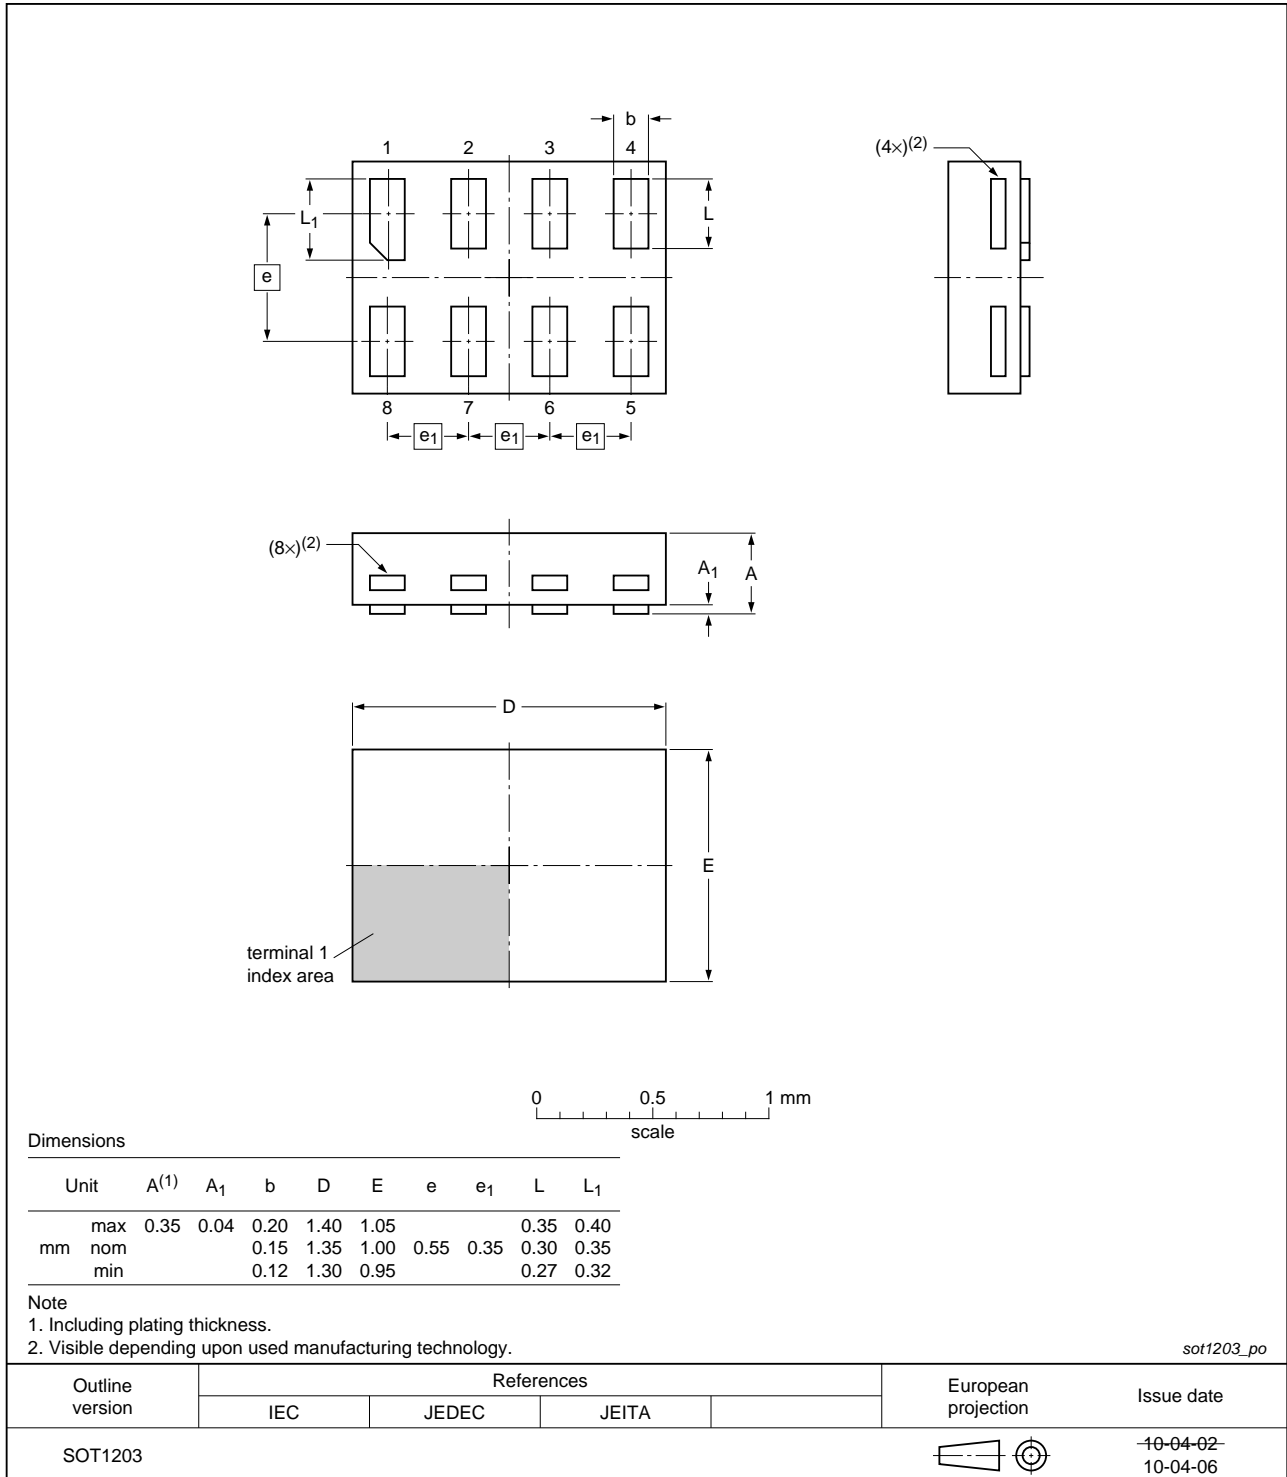 b
1 2 3 4
(4×)(2)
L1
L
e
8 7 6 5
e1 e1 e1
(8×)(2)
A1 A
D
E
terminal 1
index area
0 0.5 1 mm
scale
Dimensions
Unit A(1) A1 b D E e e1 L L1
max 0.35 0.04 0.20 1.40 1.05 0.35 0.40
mm nom 0.15 1.35 1.00 0.55 0.35 0.30 0.35
min 0.12 1.30 0.95 0.27 0.32
Note
1. Including plating thickness.
2. Visible depending upon used manufacturing technology.
sot1203_po
Outline
version
References
IEC JEDEC JEITA
European
projection
Issue date
SOT1203
10-04-02
10-04-06